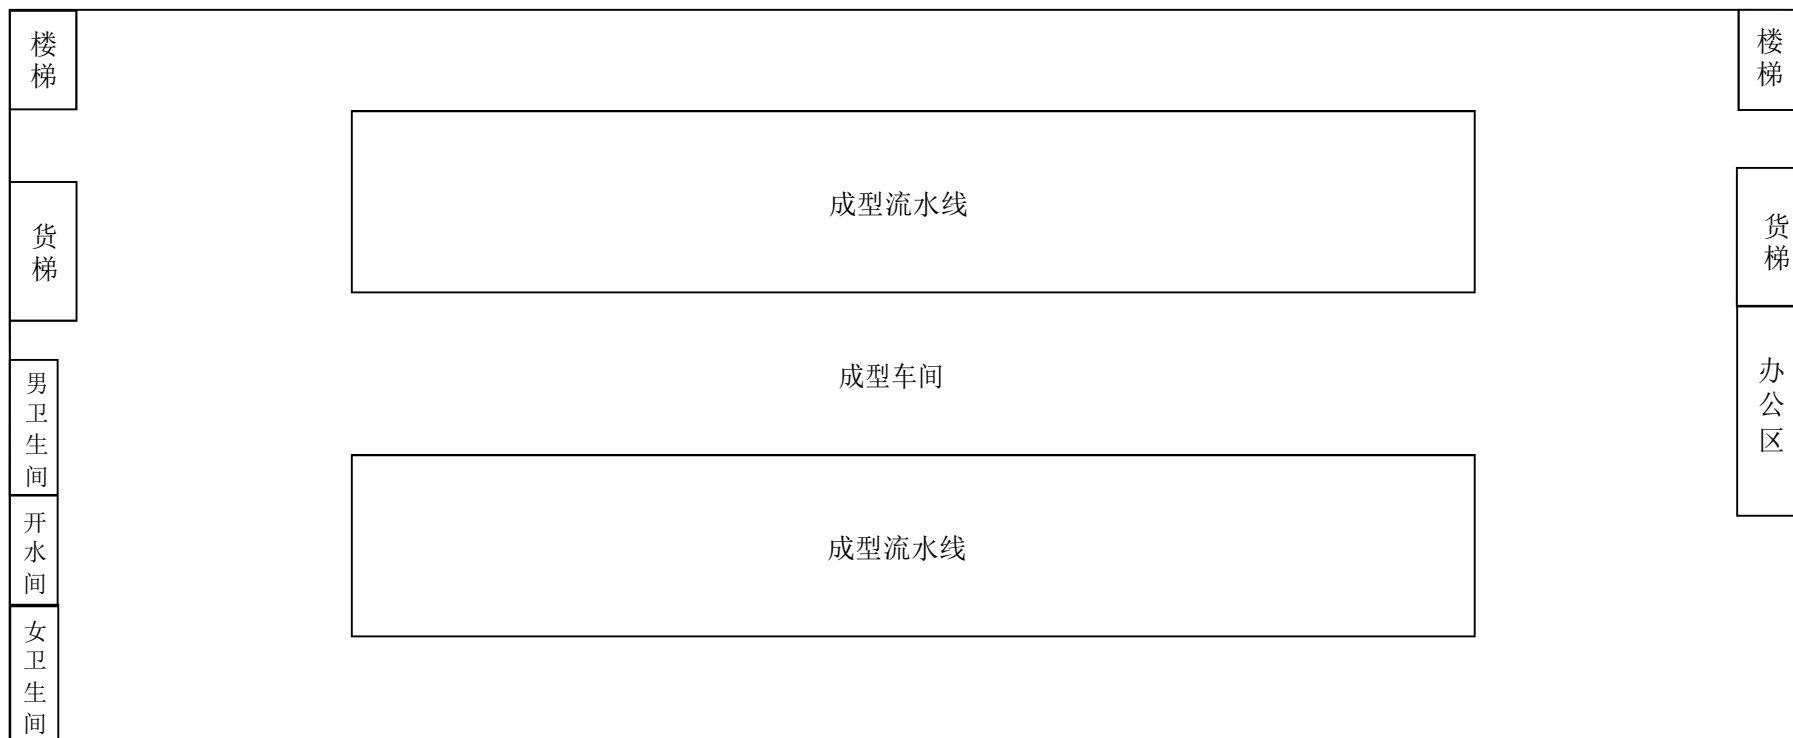 楼梯
楼梯
成型流水线
货梯
货梯
成型车间
男卫生间
办公区
开水间
成型流水线
女卫生间